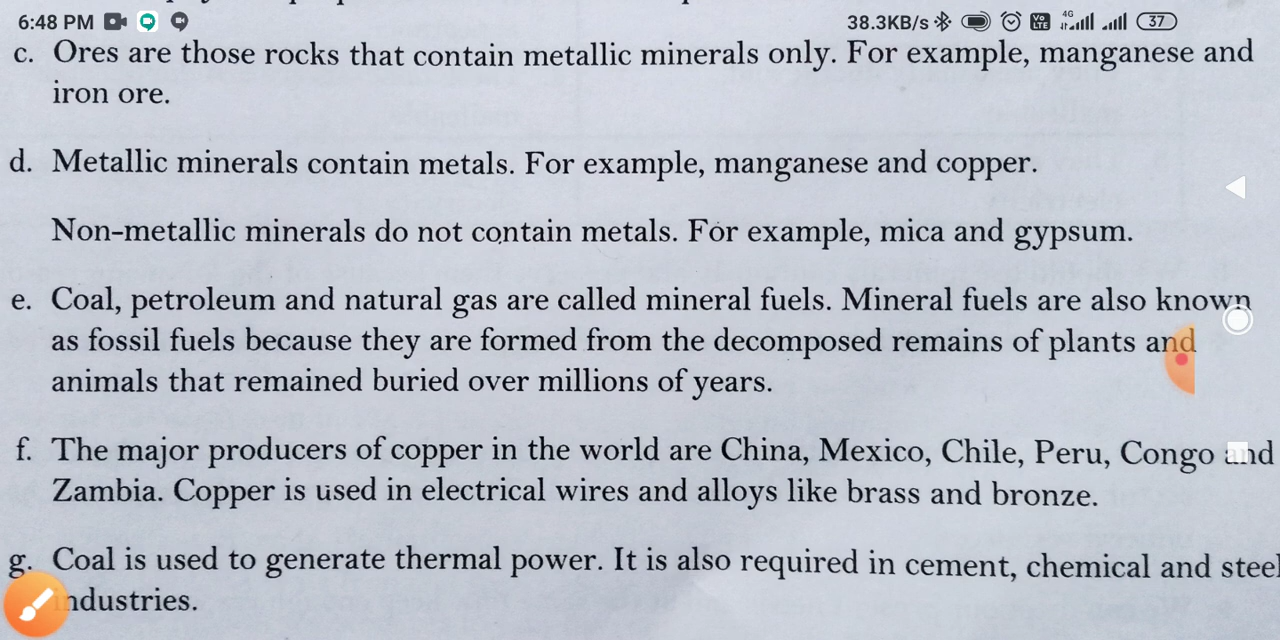 6:48 PM
38.3KB/s Vo LTE 4G 37
c. Ores are those rocks that contain metallic minerals only. For example, manganese and
iron ore.
d. Metallic minerals contain metals. For example, manganese and copper.
Non-metallic minerals do not contain metals. For example, mica and gypsum.
e. Coal, petroleum and natural gas are called mineral fuels. Mineral fuels are also known
as fossil fuels because they are formed from the decomposed remains of plants and
animals that remained buried over millions of years.
f. The major producers of copper in the world are China, Mexico, Chile, Peru, Congo and
Zambia. Copper is used in electrical wires and alloys like brass and bronze.
g. Coal is used to generate thermal power. It is also required in cement, chemical and steel
industries.